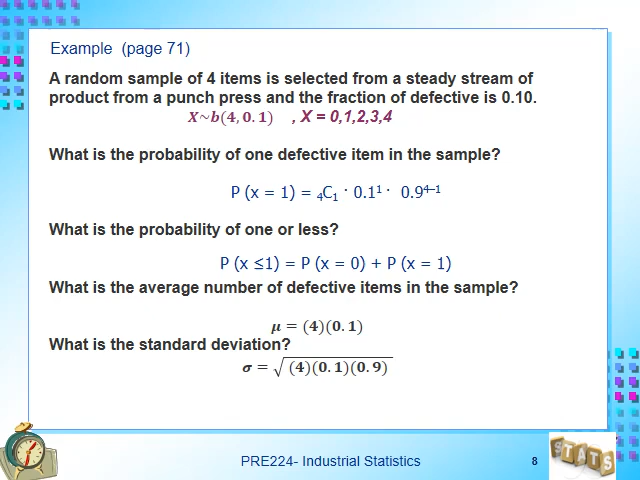 Example (page 71)
A random sample of 4 items is selected from a steady stream of
product from a punch press and the fraction of defective is 0.10.
X~b(4,0.1) , X = 0,1,2,3,4
What is the probability of one defective item in the sample?
P (x = 1) = ₄C₁ · 0.1¹ · 0.9⁴⁻¹
What is the probability of one or less?
P (x ≤1) = P (x = 0) + P (x = 1)
What is the average number of defective items in the sample?
μ = (4)(0.1)
What is the standard deviation?
σ = √(4)(0.1)(0.9)
PRE224- Industrial Statistics
8
STATS